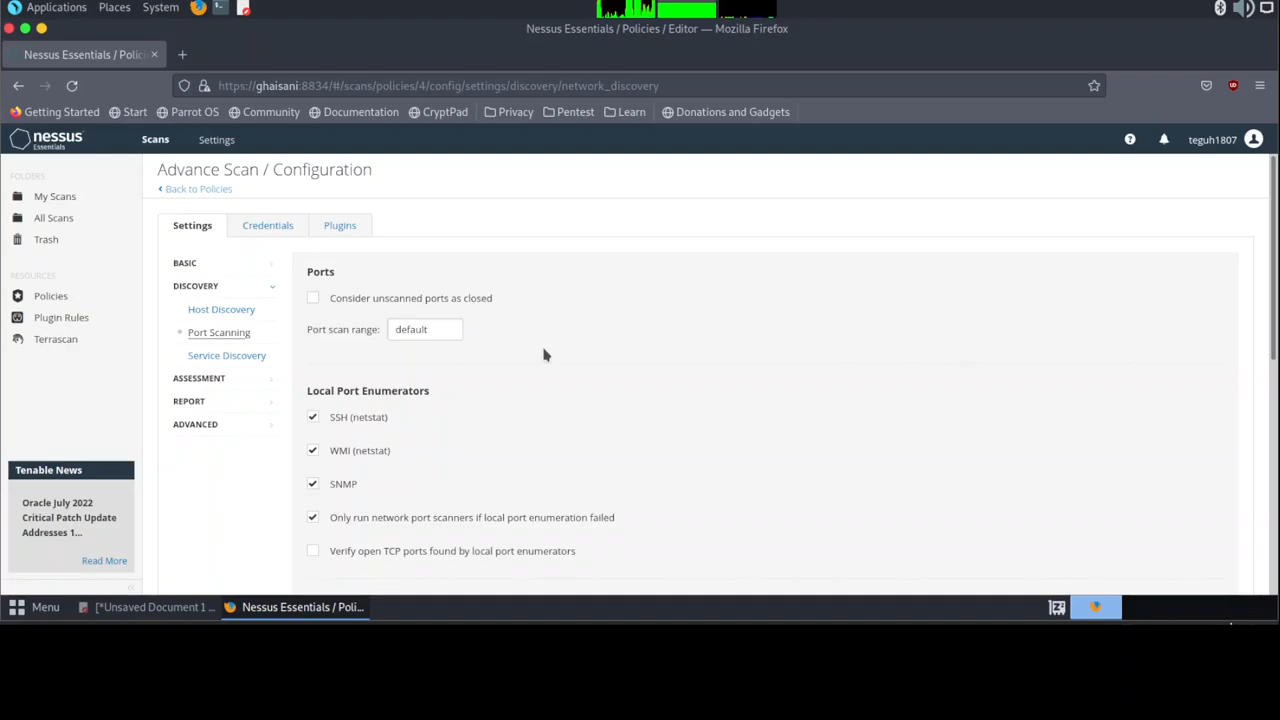 Applications Places System
Nessus Essentials / Policies / Editor — Mozilla Firefox
Nessus Essentials / Polici
https://ghaisani:8834/#/scans/policies/4/config/settings/discovery/network_discovery
Getting Started Start Parrot OS Community Documentation CryptPad Privacy Pentest Learn Donations and Gadgets
nessus Essentials Scans Settings teguh1807
Advance Scan / Configuration
Back to Policies
FOLDERS
My Scans
All Scans
Trash
RESOURCES
Policies
Plugin Rules
Terrascan
Tenable News
Oracle July 2022
Critical Patch Update
Addresses 1...
Read More
Settings Credentials Plugins
BASIC
DISCOVERY
Host Discovery
Port Scanning
Service Discovery
ASSESSMENT
REPORT
ADVANCED
Ports
Consider unscanned ports as closed
Port scan range: default
Local Port Enumerators
SSH (netstat)
WMI (netstat)
SNMP
Only run network port scanners if local port enumeration failed
Verify open TCP ports found by local port enumerators
Menu [*Unsaved Document 1 ... Nessus Essentials / Poli...